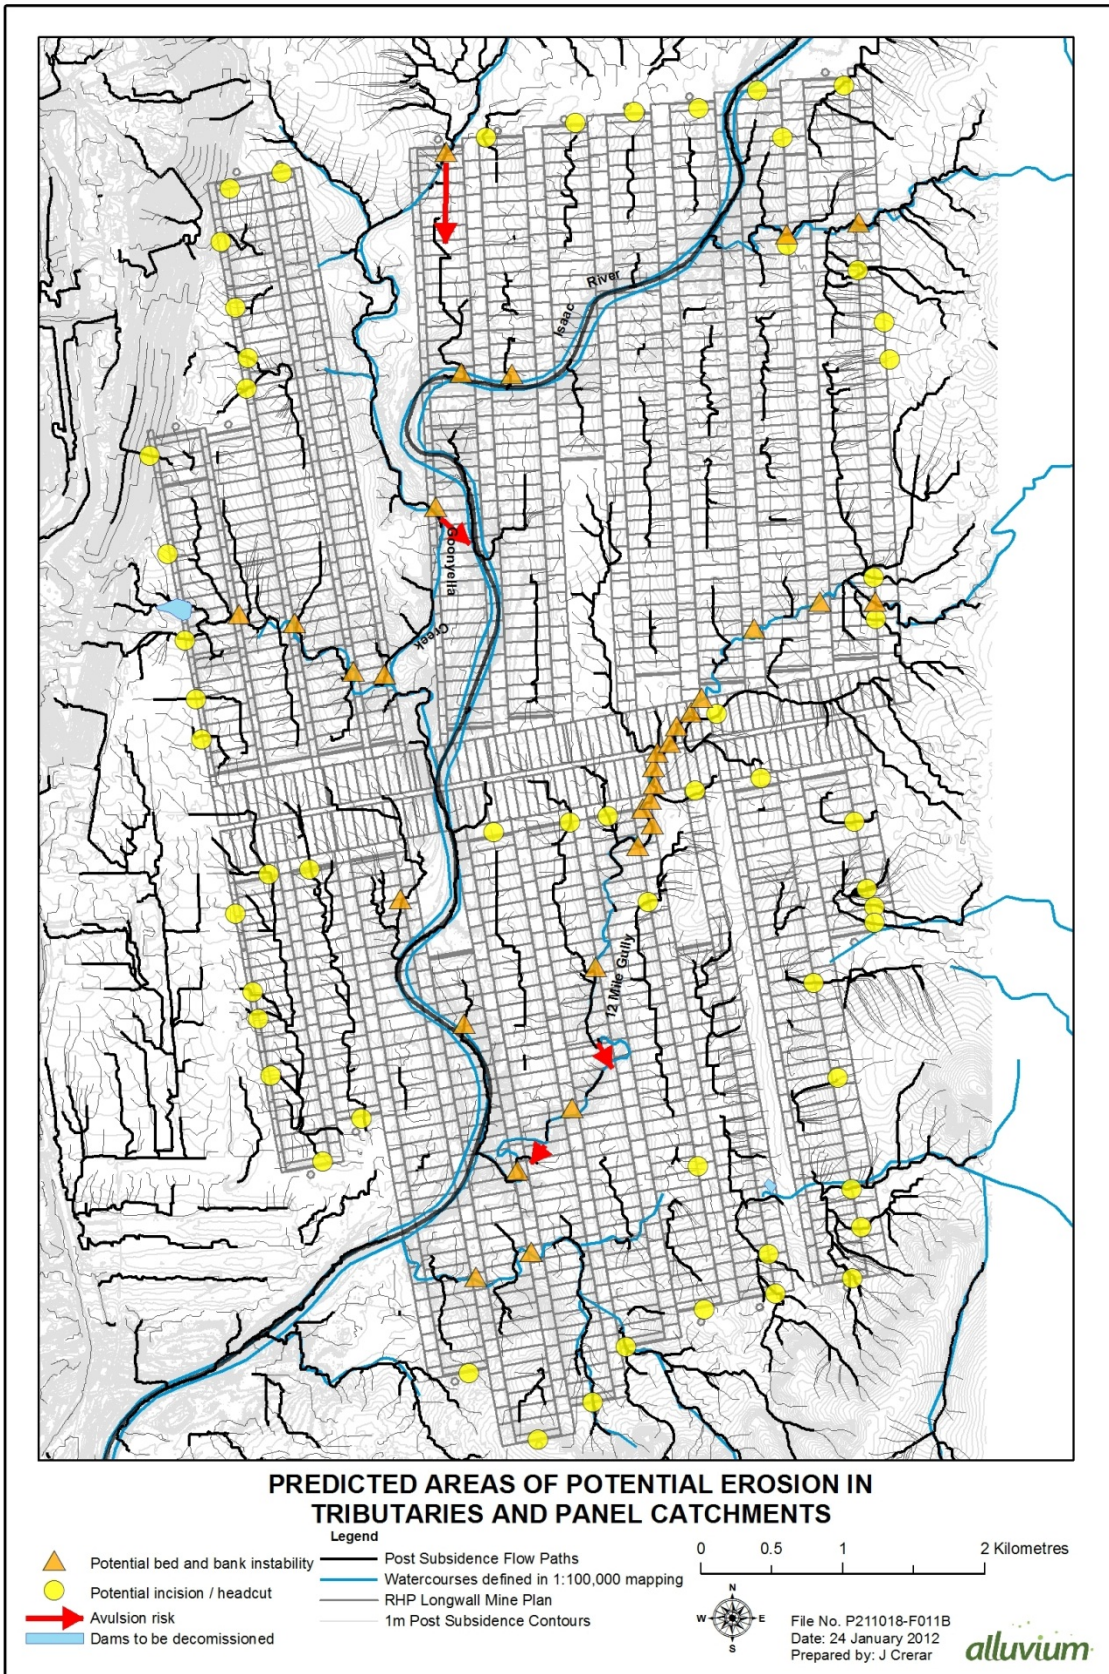 Isaac
River
Goonyella
Creek
12 Mile Gully
PREDICTED AREAS OF POTENTIAL EROSION IN
TRIBUTARIES AND PANEL CATCHMENTS
Legend
Potential bed and bank instability
Potential incision / headcut
Avulsion risk
Dams to be decomissioned
Post Subsidence Flow Paths
Watercourses defined in 1:100,000 mapping
RHP Longwall Mine Plan
1m Post Subsidence Contours
0 0.5 1 2 Kilometres
N
W E
S
File No. P211018-F011B
Date: 24 January 2012
Prepared by: J Crerar
alluvium